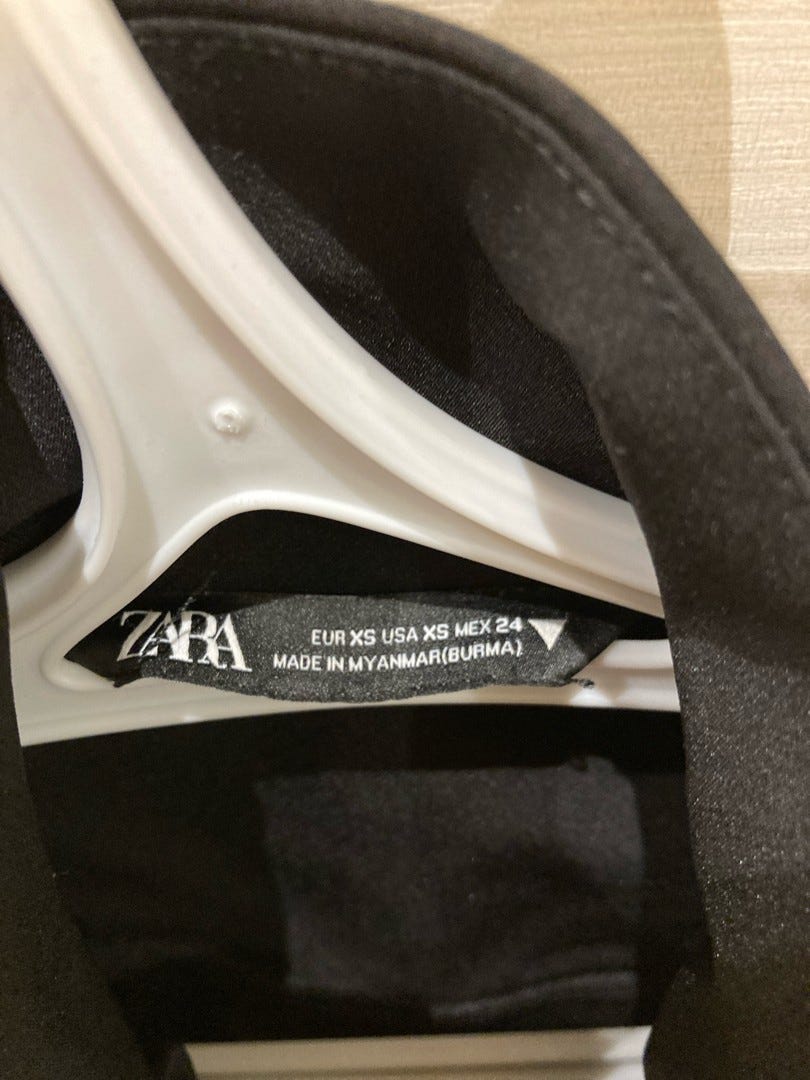 ZARA
EUR XS USA XS MEX 24
MADE IN MYANMAR(BURMA)